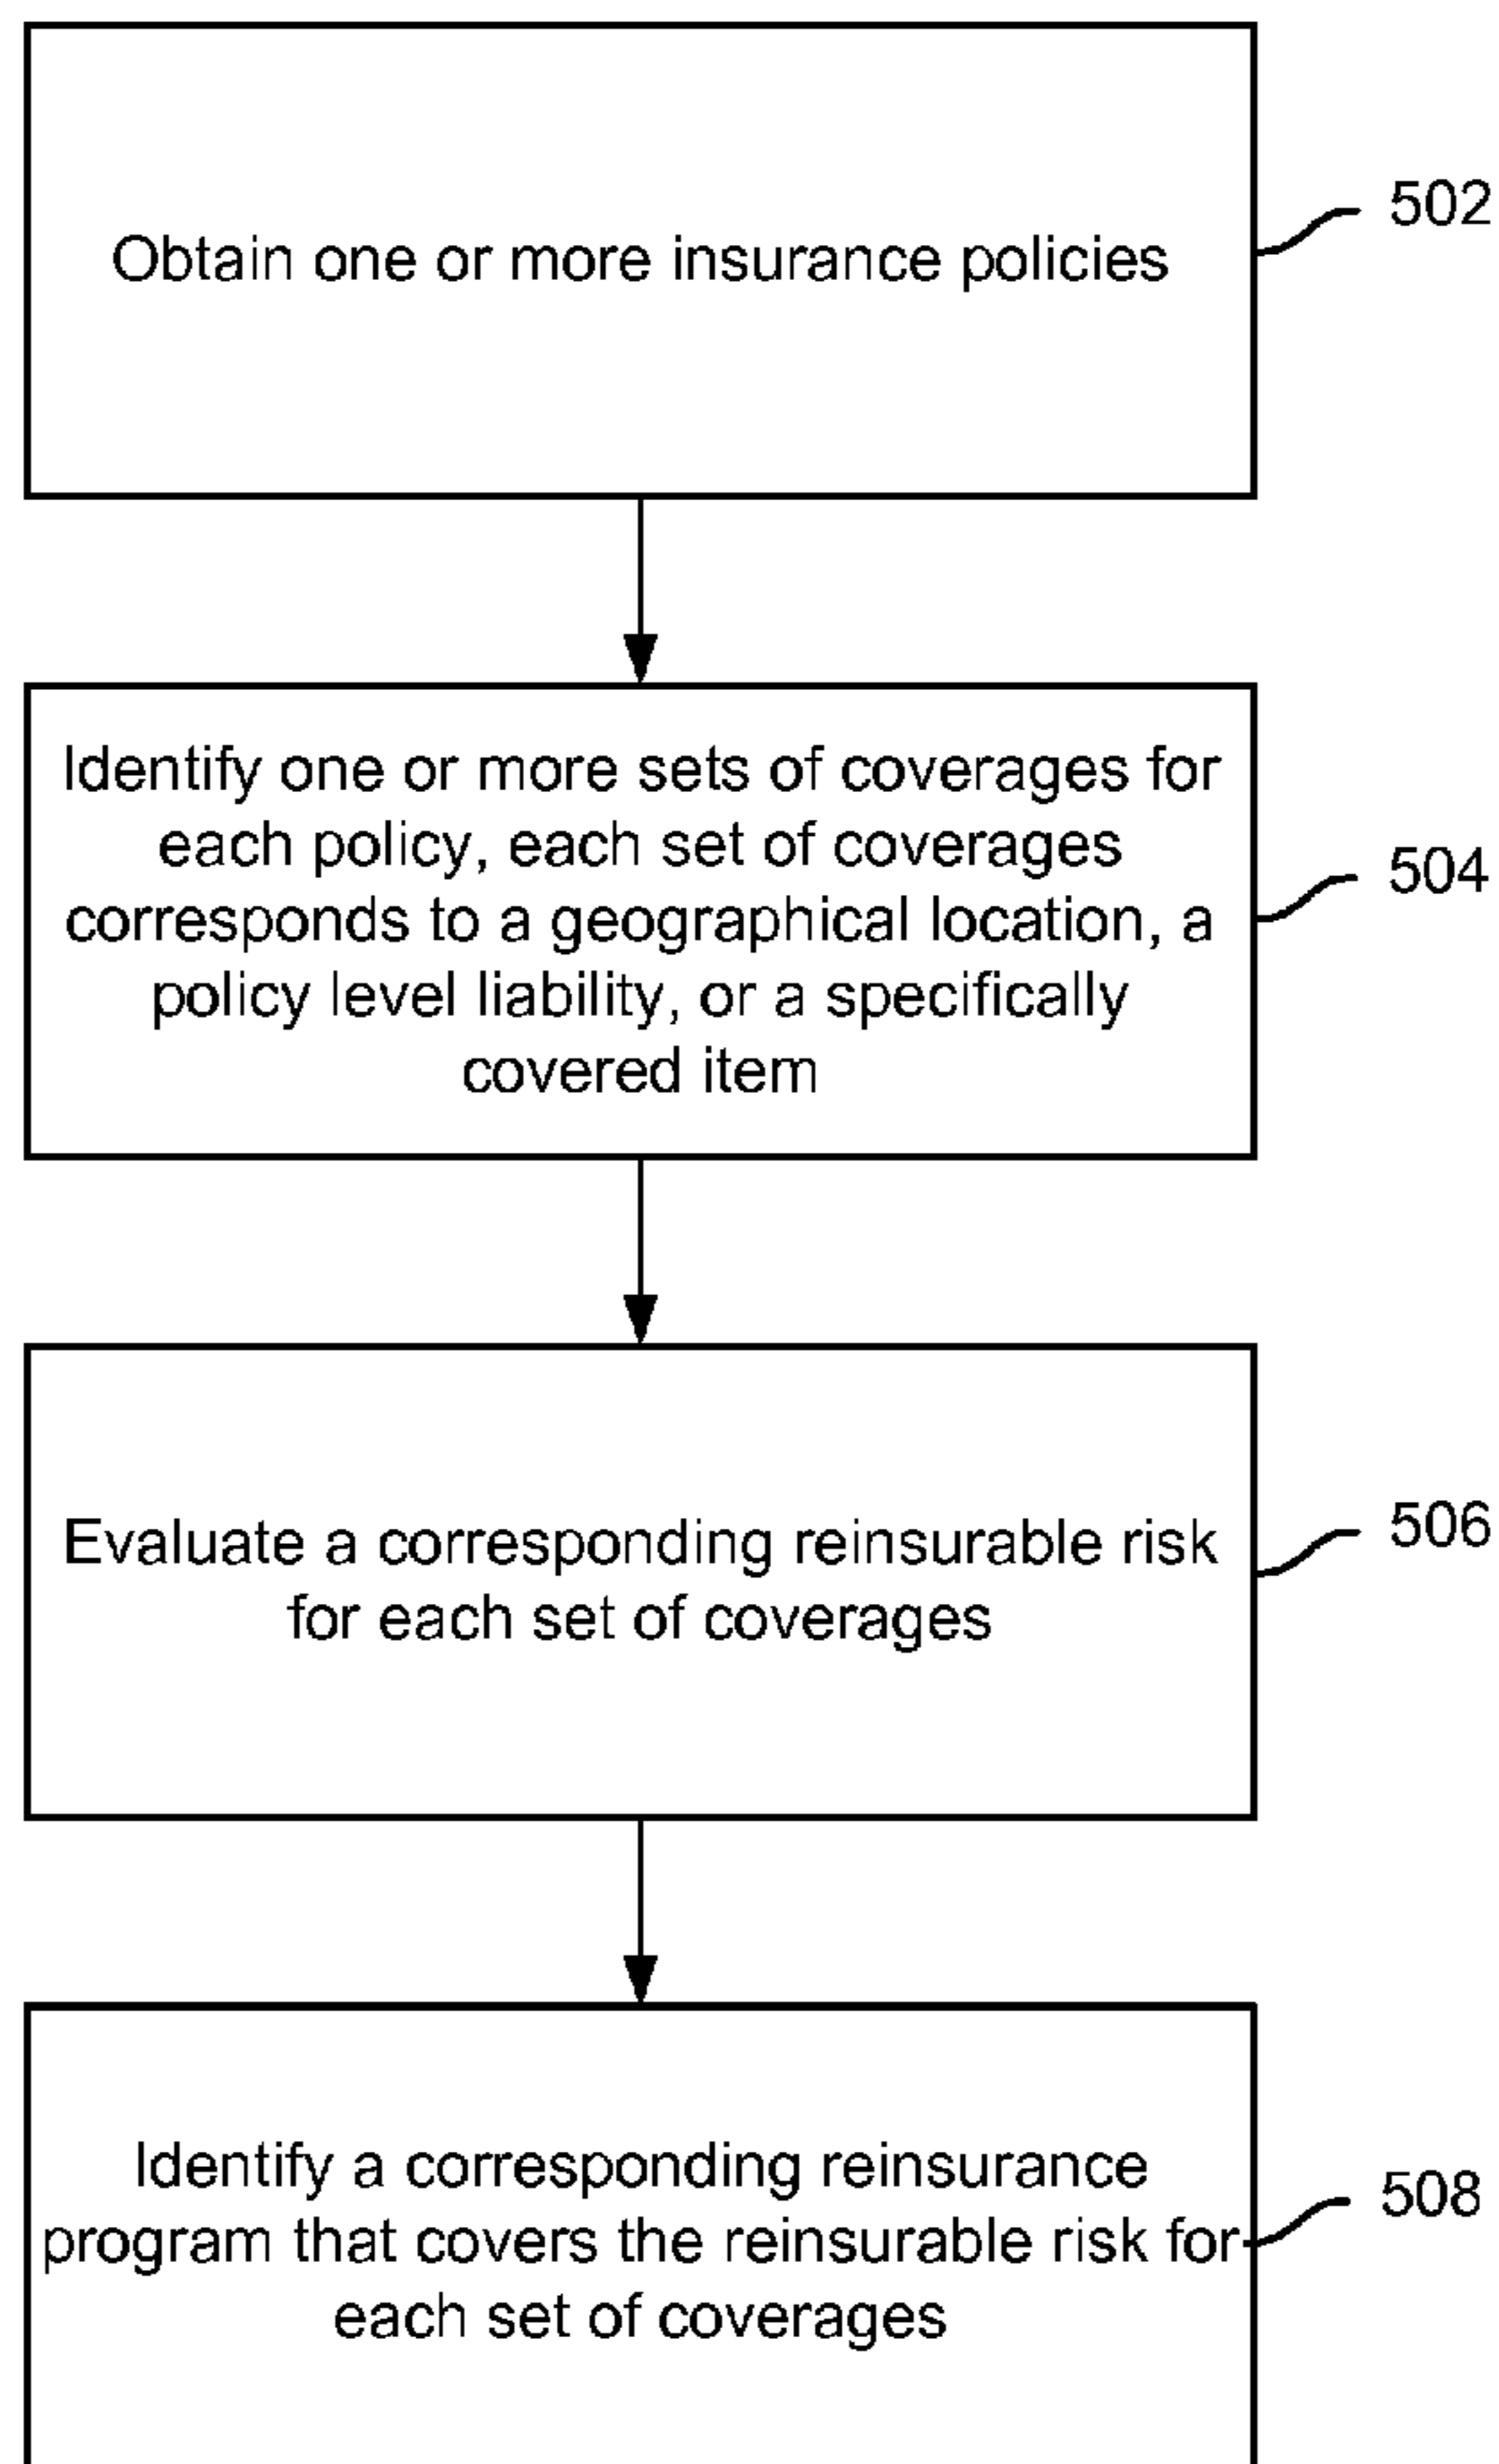 Obtain one or more insurance policies
502
Identify one or more sets of coverages for
each policy, each set of coverages
corresponds to a geographical location, a
policy level liability, or a specifically
covered item
504
Evaluate a corresponding reinsurable risk
for each set of coverages
506
Identify a corresponding reinsurance
program that covers the reinsurable risk for
each set of coverages
508